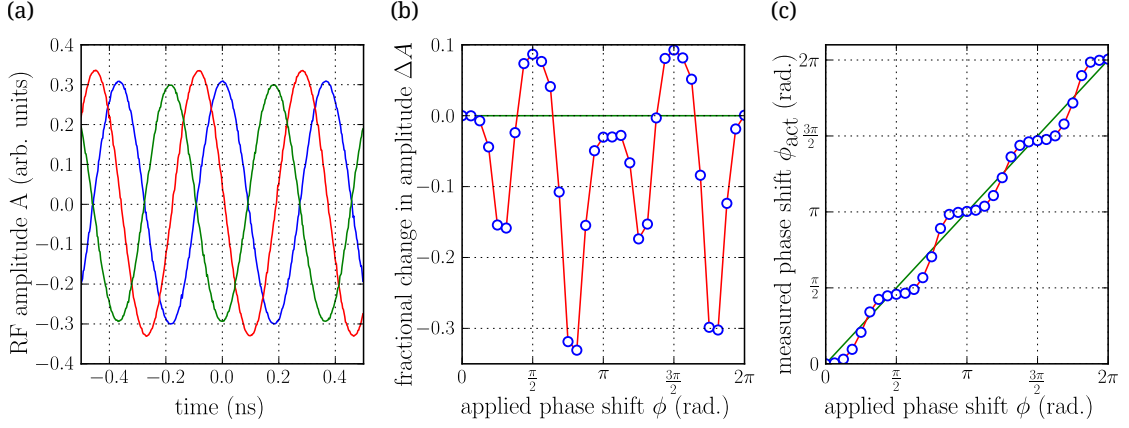 (a)
RF amplitude A (arb. units)
0.4
0.3
0.2
0.1
0.0
−0.1
−0.2
−0.3
−0.4
−0.4 −0.2 0.0 0.2 0.4
time (ns)
(b)
fractional change in amplitude ΔA
0.1
0.0
−0.1
−0.2
−0.3
0 π/2 π 3π/2 2π
applied phase shift ϕ (rad.)
(c)
measured phase shift ϕact (rad.)
2π
3π/2
π
π/2
0
0 π/2 π 3π/2 2π
applied phase shift ϕ (rad.)